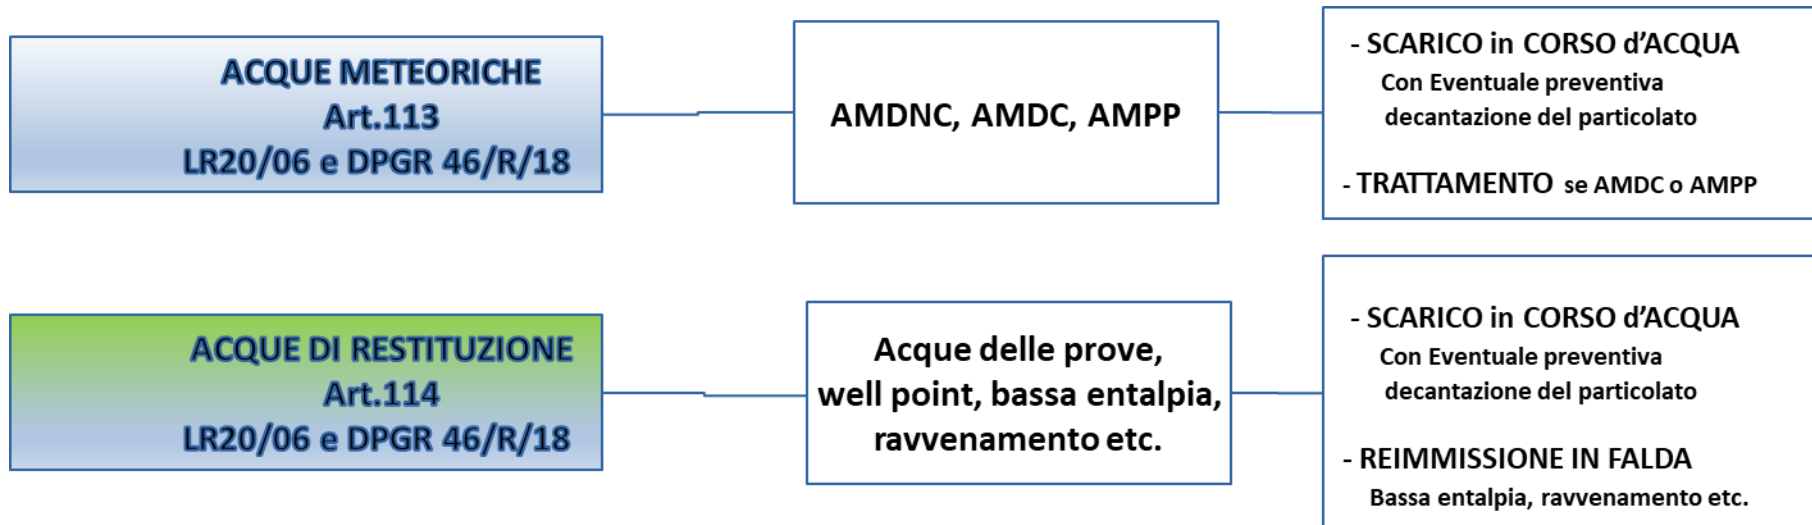 ACQUE METEORICHE
Art.113
LR20/06 e DPGR 46/R/18
AMDNC, AMDC, AMPP
- SCARICO in CORSO d'ACQUA
Con Eventuale preventiva
decantazione del particolato
- TRATTAMENTO se AMDC o AMPP
ACQUE DI RESTITUZIONE
Art.114
LR20/06 e DPGR 46/R/18
Acque delle prove,
well point, bassa entalpia,
ravvenamento etc.
- SCARICO in CORSO d'ACQUA
Con Eventuale preventiva
decantazione del particolato
- REIMMISSIONE IN FALDA
Bassa entalpia, ravvenamento etc.